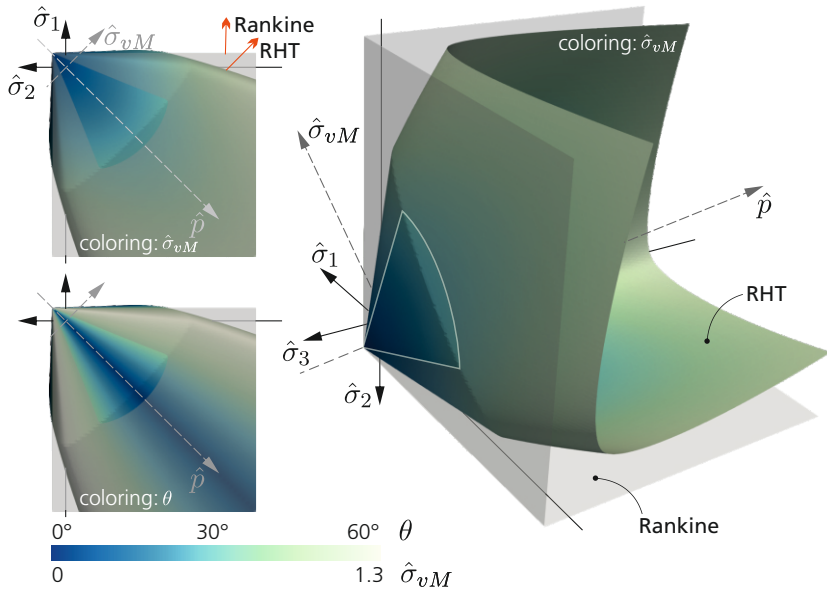 σ̂₁
σ̂vM
Rankine
RHT
σ̂₂
p̂
coloring: σ̂vM
coloring: σ̂vM
σ̂vM
p̂
σ̂₁
σ̂₃
σ̂₂
RHT
Rankine
p̂
coloring: θ
0° 30° 60° θ
0 1.3 σ̂vM